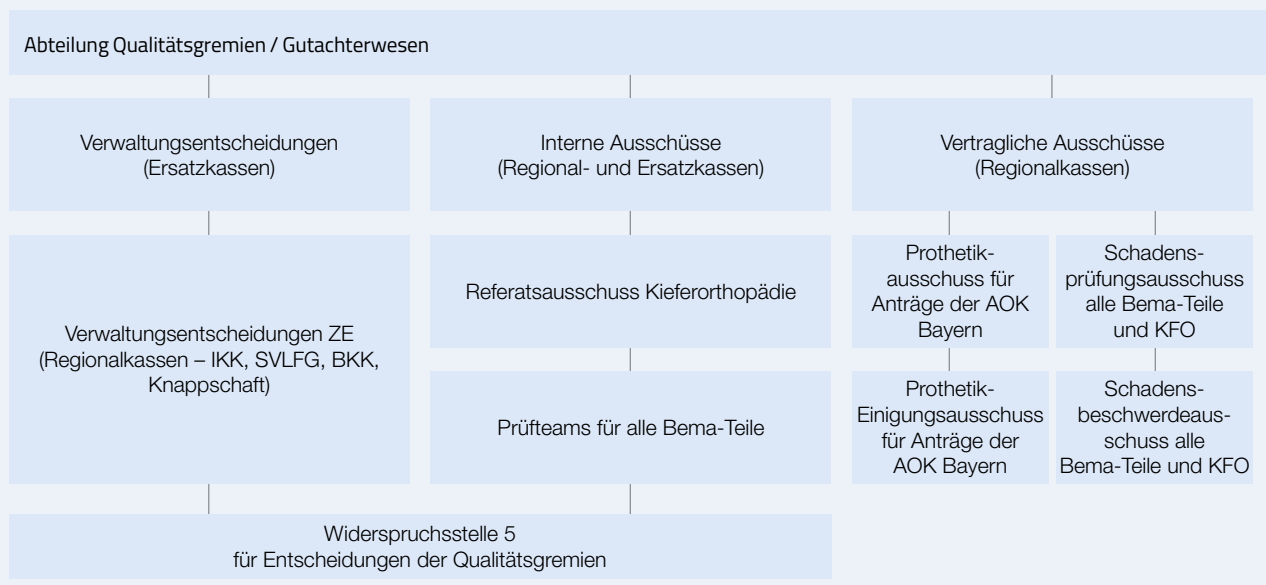 Abteilung Qualitätsgremien / Gutachterwesen
Verwaltungsentscheidungen
(Ersatzkassen)
Interne Ausschüsse
(Regional- und Ersatzkassen)
Vertragliche Ausschüsse
(Regionalkassen)
Verwaltungsentscheidungen ZE
(Regionalkassen – IKK, SVLFG, BKK,
Knappschaft)
Referatsausschuss Kieferorthopädie
Prüfteams für alle Bema-Teile
Prothetik-
ausschuss für
Anträge der AOK
Bayern
Schadens-
prüfungsausschuss
alle Bema-Teile
und KFO
Prothetik-
Einigungsausschuss
für Anträge der
AOK Bayern
Schadens-
beschwerdeaus-
schuss alle
Bema-Teile und KFO
Widerspruchsstelle 5
für Entscheidungen der Qualitätsgremien